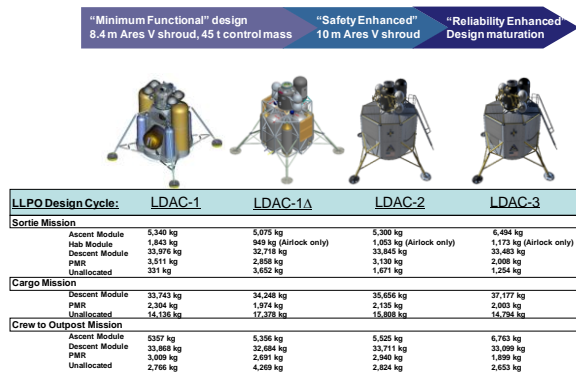 “Minimum Functional” design
8.4 m Ares V shroud, 45 t control mass
“Safety Enhanced”
10 m Ares V shroud
“Reliability Enhanced”
Design maturation
LLPO Design Cycle: LDAC-1 LDAC-1Δ LDAC-2 LDAC-3
Sortie Mission
Ascent Module 5,340 kg 5,075 kg 5,300 kg 6,494 kg
Hab Module 1,843 kg 949 kg (Airlock only) 1,053 kg (Airlock only) 1,173 kg (Airlock only)
Descent Module 33,976 kg 32,718 kg 33,845 kg 33,483 kg
PMR 3,511 kg 2,858 kg 3,130 kg 2,008 kg
Unallocated 331 kg 3,652 kg 1,671 kg 1,254 kg
Cargo Mission
Descent Module 33,743 kg 34,248 kg 35,656 kg 37,177 kg
PMR 2,304 kg 1,974 kg 2,135 kg 2,003 kg
Unallocated 14,136 kg 17,378 kg 15,808 kg 14,794 kg
Crew to Outpost Mission
Ascent Module 5357 kg 5,356 kg 5,525 kg 6,763 kg
Descent Module 33,868 kg 32,684 kg 33,711 kg 33,099 kg
PMR 3,009 kg 2,691 kg 2,940 kg 1,899 kg
Unallocated 2,766 kg 4,269 kg 2,824 kg 2,653 kg